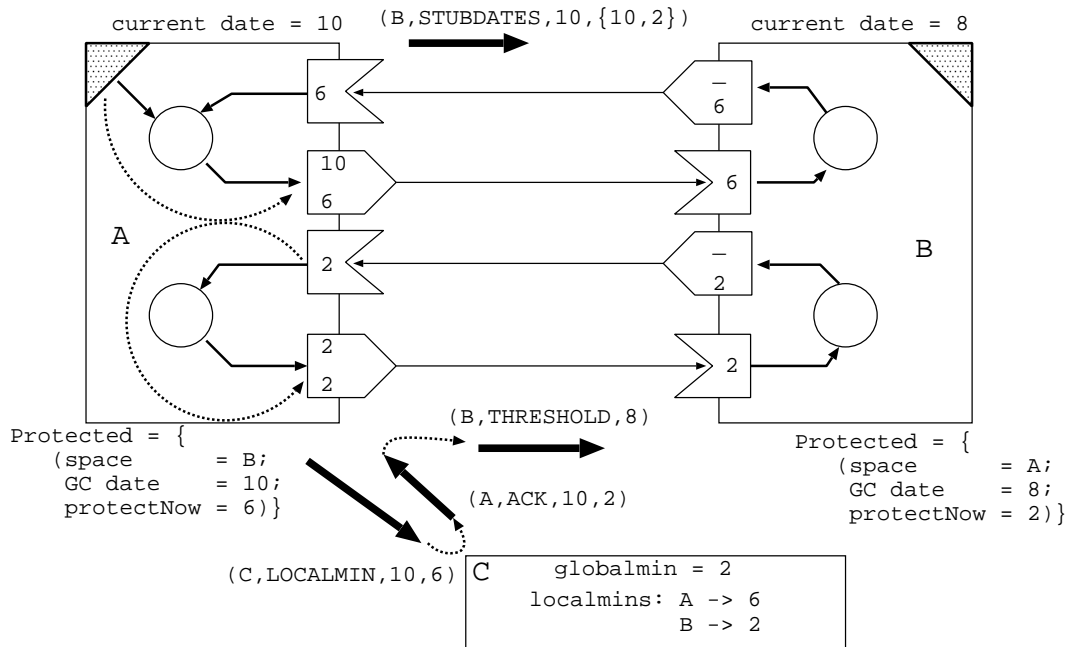 (B,STUBDATES,10,{10,2})
current date = 10
current date = 8
6
–
6
10
6
6
A
B
2
–
2
2
2
2
(B,THRESHOLD,8)
Protected = {
(space = B;
GC date = 10;
protectNow = 6)}
Protected = {
(space = A;
GC date = 8;
protectNow = 2)}
(A,ACK,10,2)
(C,LOCALMIN,10,6)
C
globalmin = 2
localmins: A -> 6
B -> 2